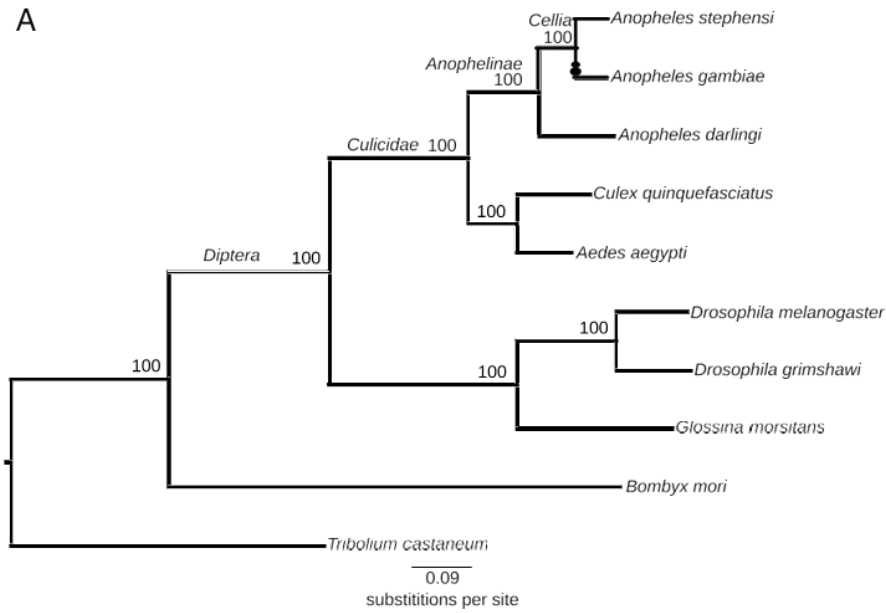 A
Cellia
Anopheles stephensi
100
Anophelinae
100
Anopheles gambiae
Anopheles darlingi
Culicidae 100
Culex quinquefasciatus
100
Aedes aegypti
Diptera
100
Drosophila melanogaster
100
Drosophila grimshawi
100
100
Glossina morsitans
Bombyx mori
Tribolium castaneum
0.09
substititions per site